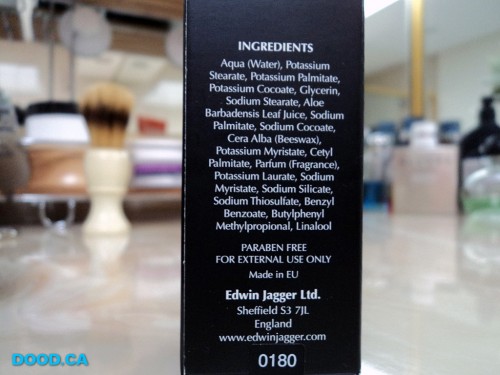 INGREDIENTS
Aqua (Water), Potassium
Stearate, Potassium Palmitate,
Potassium Cocoate, Glycerin,
Sodium Stearate, Aloe
Barbadensis Leaf Juice, Sodium
Palmitate, Sodium Cocoate,
Cera Alba (Beeswax),
Potassium Myristate, Cetyl
Palmitate, Parfum (Fragrance),
Potassium Laurate, Sodium
Myristate, Sodium Silicate,
Sodium Thiosulfate, Benzyl
Benzoate, Butylphenyl
Methylpropional, Linalool
PARABEN FREE
FOR EXTERNAL USE ONLY
Made in EU
Edwin Jagger Ltd.
Sheffield S3 7JL
England
www.edwinjagger.com
0180
DOOD.CA